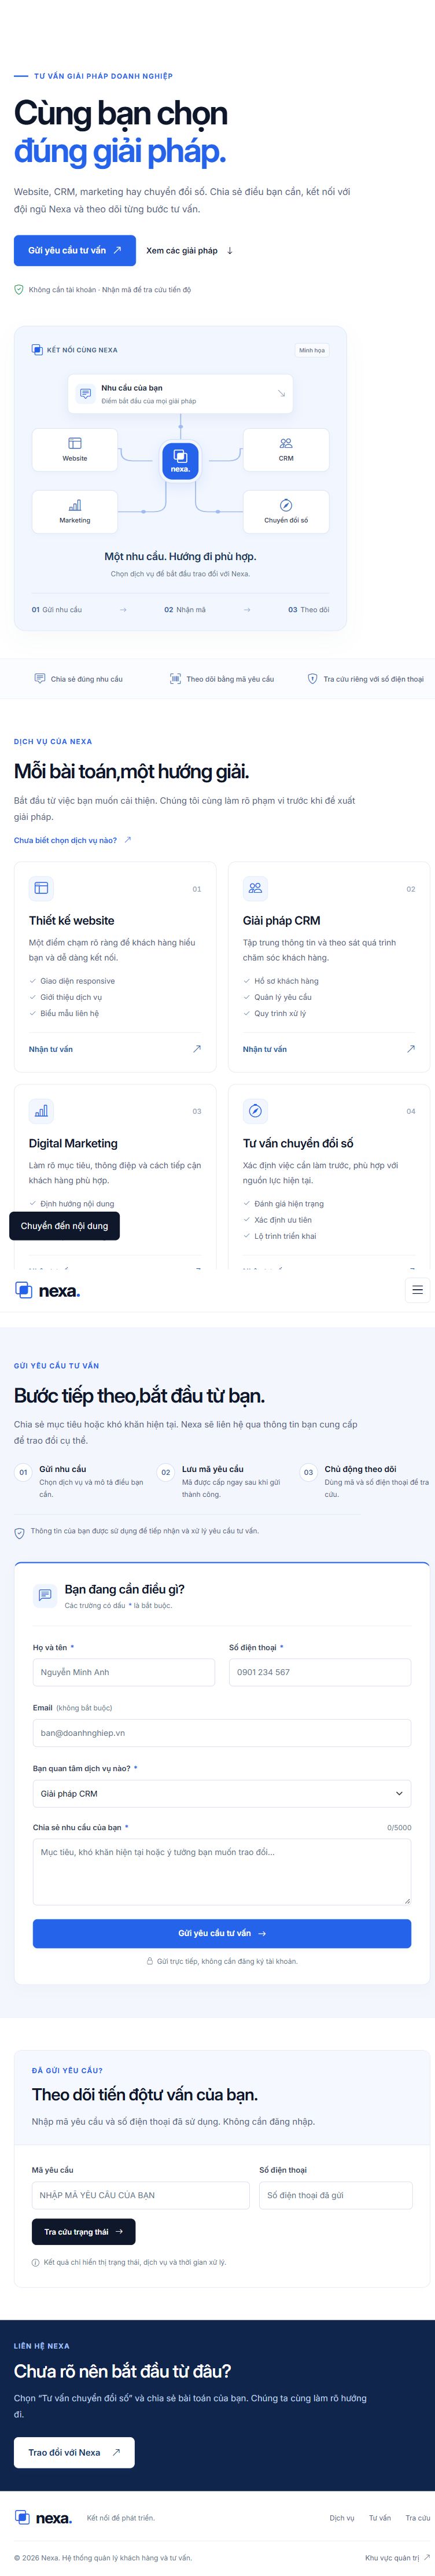 TƯ VẤN GIẢI PHÁP DOANH NGHIỆP
Cùng bạn chọn
đúng giải pháp.
Website, CRM, marketing hay chuyển đổi số. Chia sẻ điều bạn cần, kết nối với
đội ngũ Nexa và theo dõi từng bước tư vấn.
Gửi yêu cầu tư vấn
Xem các giải pháp
Không cần tài khoản · Nhận mã để tra cứu tiến độ
KẾT NỐI CÙNG NEXA
Minh họa
Nhu cầu của bạn
Điểm bắt đầu của mọi giải pháp
Website
CRM
nexa.
Marketing
Chuyển đổi số
Một nhu cầu. Hướng đi phù hợp.
Chọn dịch vụ để bắt đầu trao đổi với Nexa.
01 Gửi nhu cầu → 02 Nhận mã → 03 Theo dõi
Chia sẻ đúng nhu cầu
Theo dõi bằng mã yêu cầu
Tra cứu riêng với số điện thoại
DỊCH VỤ CỦA NEXA
Mỗi bài toán,một hướng giải.
Bắt đầu từ việc bạn muốn cải thiện. Chúng tôi cùng làm rõ phạm vi trước khi đề xuất
giải pháp.
Chưa biết chọn dịch vụ nào?
01
Thiết kế website
Một điểm chạm rõ ràng để khách hàng hiểu
bạn và dễ dàng kết nối.
Giao diện responsive
Giới thiệu dịch vụ
Biểu mẫu liên hệ
Nhận tư vấn
02
Giải pháp CRM
Tập trung thông tin và theo sát quá trình
chăm sóc khách hàng.
Hồ sơ khách hàng
Quản lý yêu cầu
Quy trình xử lý
Nhận tư vấn
03
Digital Marketing
Làm rõ mục tiêu, thông điệp và cách tiếp cận
khách hàng phù hợp.
Định hướng nội dung
04
Tư vấn chuyển đổi số
Xác định việc cần làm trước, phù hợp với
nguồn lực hiện tại.
Đánh giá hiện trạng
Xác định ưu tiên
Lộ trình triển khai
Chuyển đến nội dung
nexa.
GỬI YÊU CẦU TƯ VẤN
Bước tiếp theo,bắt đầu từ bạn.
Chia sẻ mục tiêu hoặc khó khăn hiện tại. Nexa sẽ liên hệ qua thông tin bạn cung cấp
để trao đổi cụ thể.
01
Gửi nhu cầu
Chọn dịch vụ và mô tả điều bạn
cần.
02
Lưu mã yêu cầu
Mã được cấp ngay sau khi gửi
thành công.
03
Chủ động theo dõi
Dùng mã và số điện thoại để tra
cứu.
Thông tin của bạn được sử dụng để tiếp nhận và xử lý yêu cầu tư vấn.
Bạn đang cần điều gì?
Các trường có dấu * là bắt buộc.
Họ và tên *
Nguyễn Minh Anh
Số điện thoại *
0901 234 567
Email (không bắt buộc)
ban@doanhnghiep.vn
Bạn quan tâm dịch vụ nào? *
Giải pháp CRM
Chia sẻ nhu cầu của bạn *
0/5000
Mục tiêu, khó khăn hiện tại hoặc ý tưởng bạn muốn trao đổi...
Gửi yêu cầu tư vấn →
Gửi trực tiếp, không cần đăng ký tài khoản.
ĐÃ GỬI YÊU CẦU?
Theo dõi tiến độtư vấn của bạn.
Nhập mã yêu cầu và số điện thoại đã sử dụng. Không cần đăng nhập.
Mã yêu cầu
NHẬP MÃ YÊU CẦU CỦA BẠN
Số điện thoại
Số điện thoại đã gửi
Tra cứu trạng thái →
Kết quả chỉ hiển thị trạng thái, dịch vụ và thời gian xử lý.
LIÊN HỆ NEXA
Chưa rõ nên bắt đầu từ đâu?
Chọn “Tư vấn chuyển đổi số” và chia sẻ bài toán của bạn. Chúng ta cùng làm rõ hướng
đi.
Trao đổi với Nexa
nexa.
Kết nối để phát triển.
Dịch vụ
Tư vấn
Tra cứu
© 2026 Nexa. Hệ thống quản lý khách hàng và tư vấn.
Khu vực quản trị